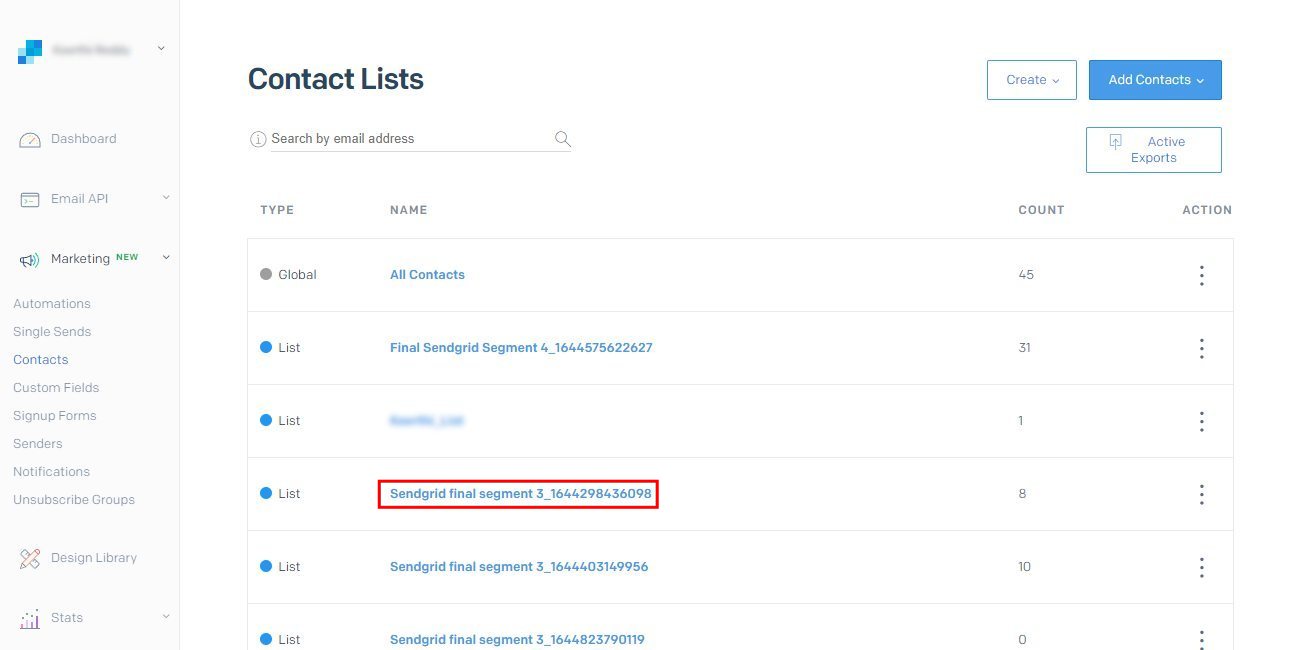 Contact Lists
Create
Add Contacts
Search by email address
Active
Exports
Dashboard
Email API
Marketing NEW
Automations
Single Sends
Contacts
Custom Fields
Signup Forms
Senders
Notifications
Unsubscribe Groups
Design Library
Stats
TYPE NAME COUNT ACTION
Global All Contacts 45
List Final Sendgrid Segment 4_1644575622627 31
List 1
List Sendgrid final segment 3_1644298436098 8
List Sendgrid final segment 3_1644403149956 10
List Sendgrid final segment 3_1644823790119 0